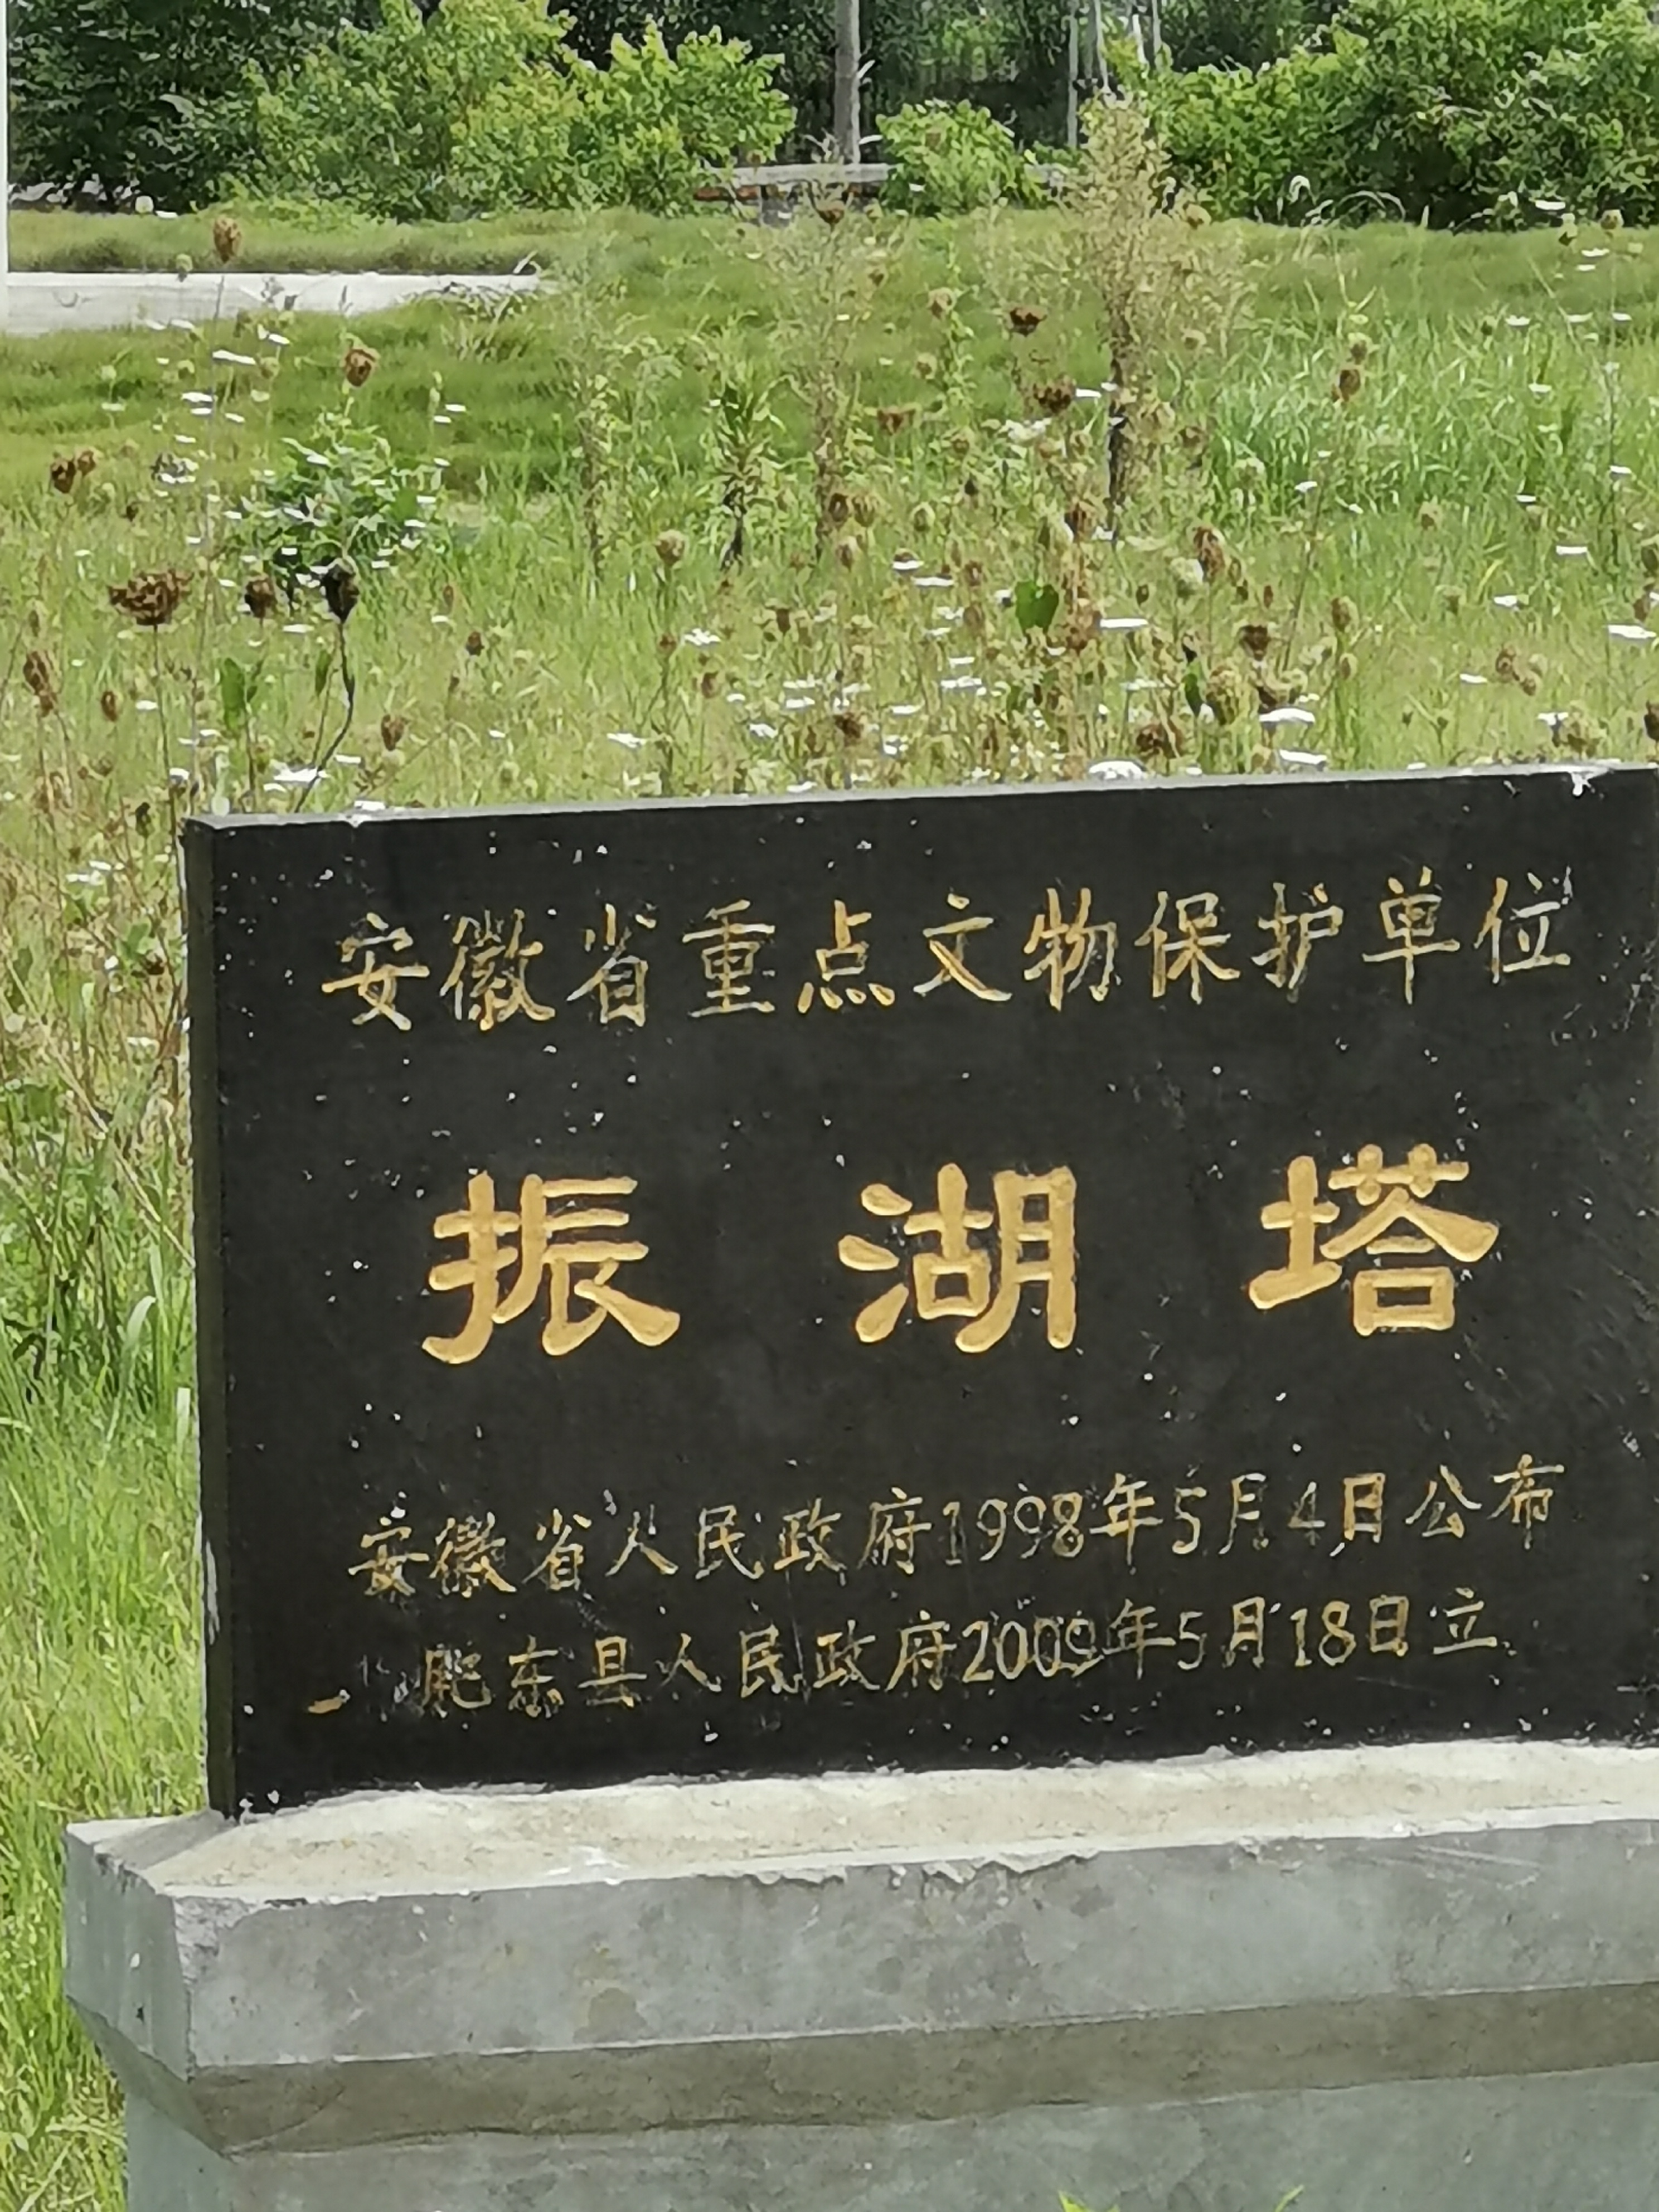 安徽省重点文物保护单位
振湖塔
安徽省人民政府1998年5月4日公布
肥东县人民政府2009年5月18日立